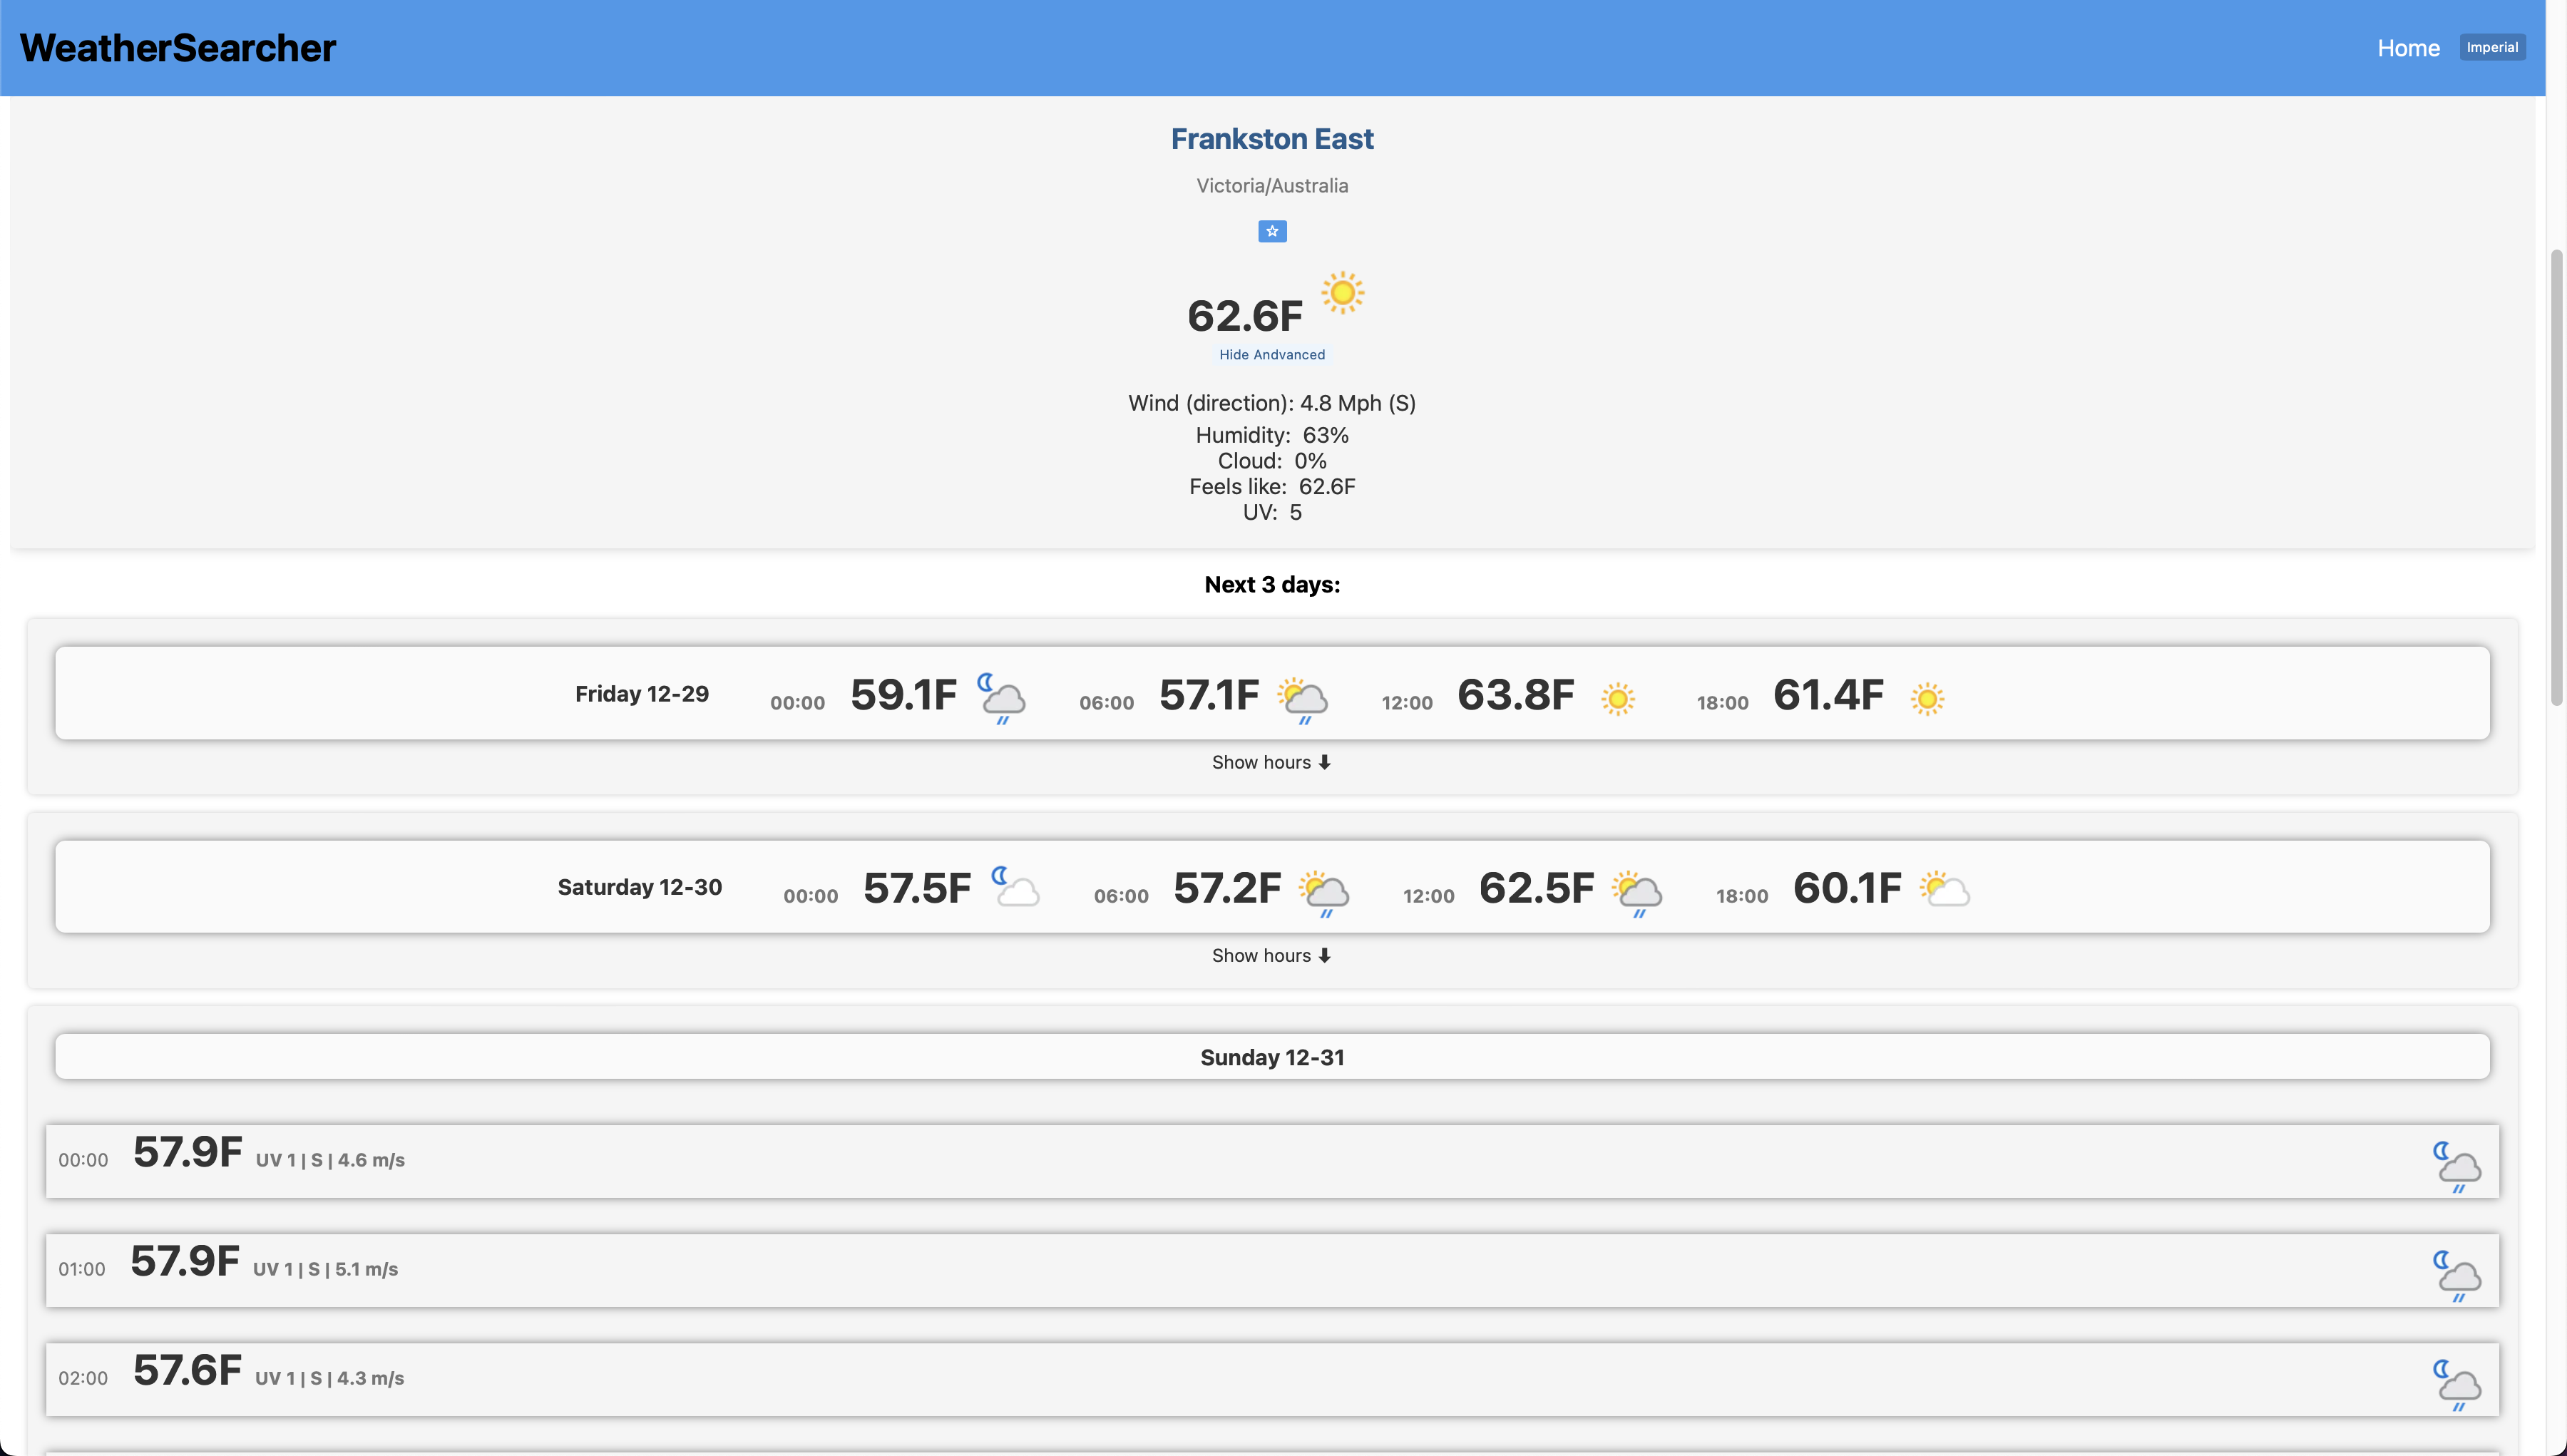 WeatherSearcher
Home Imperial
Frankston East
Victoria/Australia
62.6F
Hide Andvanced
Wind (direction): 4.8 Mph (S)
Humidity: 63%
Cloud: 0%
Feels like: 62.6F
UV: 5
Next 3 days:
Friday 12-29 00:00 59.1F 06:00 57.1F 12:00 63.8F 18:00 61.4F
Show hours ⬇
Saturday 12-30 00:00 57.5F 06:00 57.2F 12:00 62.5F 18:00 60.1F
Show hours ⬇
Sunday 12-31
00:00 57.9F UV 1 | S | 4.6 m/s
01:00 57.9F UV 1 | S | 5.1 m/s
02:00 57.6F UV 1 | S | 4.3 m/s